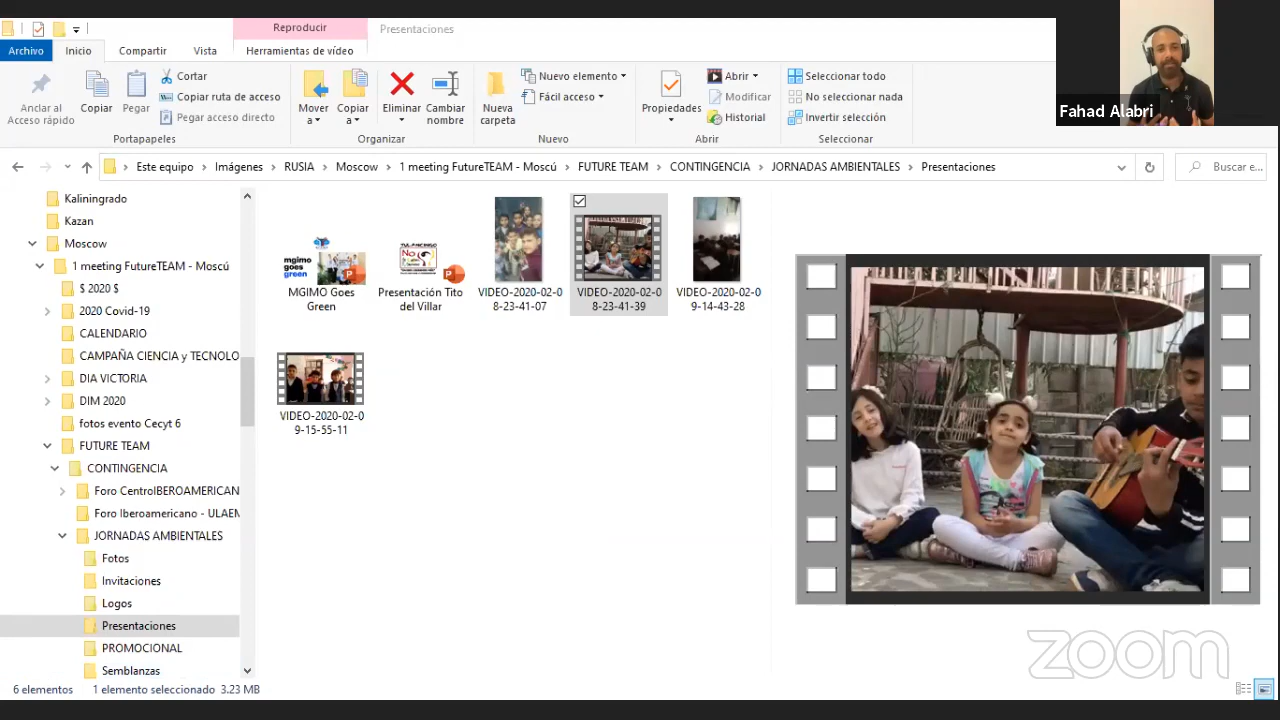 Reproducir
Presentaciones
Archivo
Inicio
Compartir
Vista
Herramientas de vídeo
Anclar al
Acceso rápido
Copiar
Pegar
Cortar
Copiar ruta de acceso
Pegar acceso directo
Portapapeles
Mover
a
Copiar
a
Eliminar
Cambiar
nombre
Organizar
Nueva
carpeta
Nuevo elemento
Fácil acceso
Nuevo
Propiedades
Abrir
Modificar
Historial
Abrir
Seleccionar todo
No seleccionar nada
Invertir selección
Seleccionar
Fahad Alabri
Este equipo > Imágenes > RUSIA > Moscow > 1 meeting FutureTEAM - Moscú > FUTURE TEAM > CONTINGENCIA > JORNADAS AMBIENTALES > Presentaciones
Buscar e...
Kaliningrado
Kazan
Moscow
1 meeting FutureTEAM - Moscú
$ 2020 $
2020 Covid-19
CALENDARIO
CAMPAÑA CIENCIA y TECNOLO
DIA VICTORIA
DIM 2020
fotos evento Cecyt 6
FUTURE TEAM
CONTINGENCIA
Foro CentroIBEROAMERICAN
Foro Iberoamericano - ULAEM
JORNADAS AMBIENTALES
Fotos
Invitaciones
Logos
Presentaciones
PROMOCIONAL
Semblanzas
mgimo
goes
green
MGIMO Goes
Green
No
Presentación Tito
del Villar
VIDEO-2020-02-0
8-23-41-07
VIDEO-2020-02-0
8-23-41-39
VIDEO-2020-02-0
9-14-43-28
VIDEO-2020-02-0
9-15-55-11
zoom
6 elementos
1 elemento seleccionado 3.23 MB